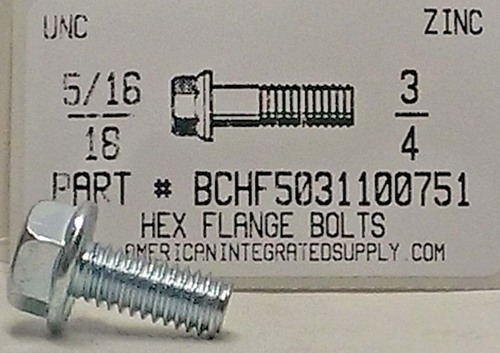 UNC ZINC
5/16 3
18 4
PART # BCHF5031100751
HEX FLANGE BOLTS
AMERICANINTEGRATEDSUPPLY.COM